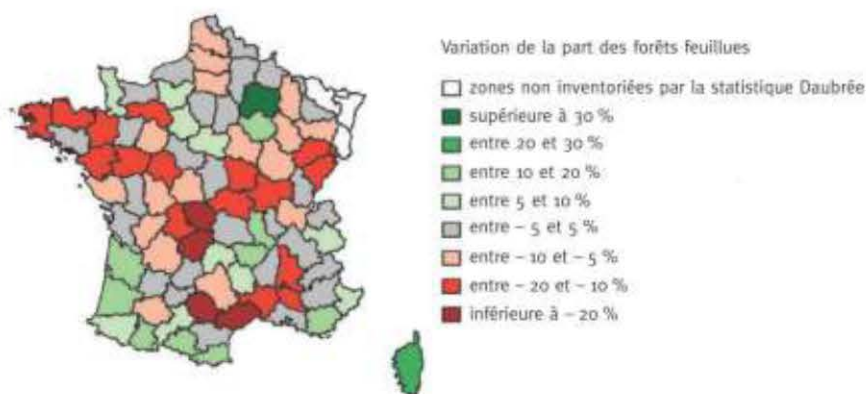 Variation de la part des forêts feuillues
zones non inventoriées par la statistique Daubrée
supérieure à 30 %
entre 20 et 30 %
entre 10 et 20 %
entre 5 et 10 %
entre – 5 et 5 %
entre – 10 et – 5 %
entre – 20 et – 10 %
inférieure à – 20 %